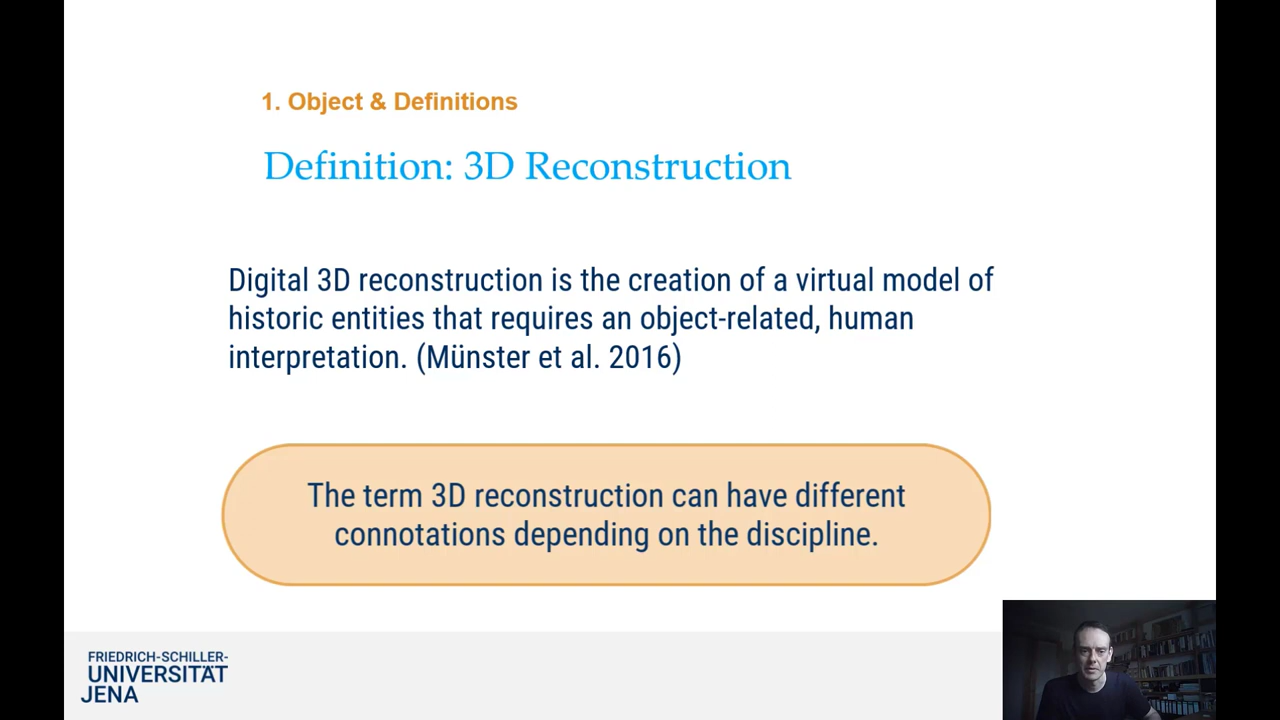 1. Object & Definitions
Definition: 3D Reconstruction
Digital 3D reconstruction is the creation of a virtual model of
historic entities that requires an object-related, human
interpretation. (Münster et al. 2016)
The term 3D reconstruction can have different
connotations depending on the discipline.
FRIEDRICH-SCHILLER-
UNIVERSITÄT
JENA